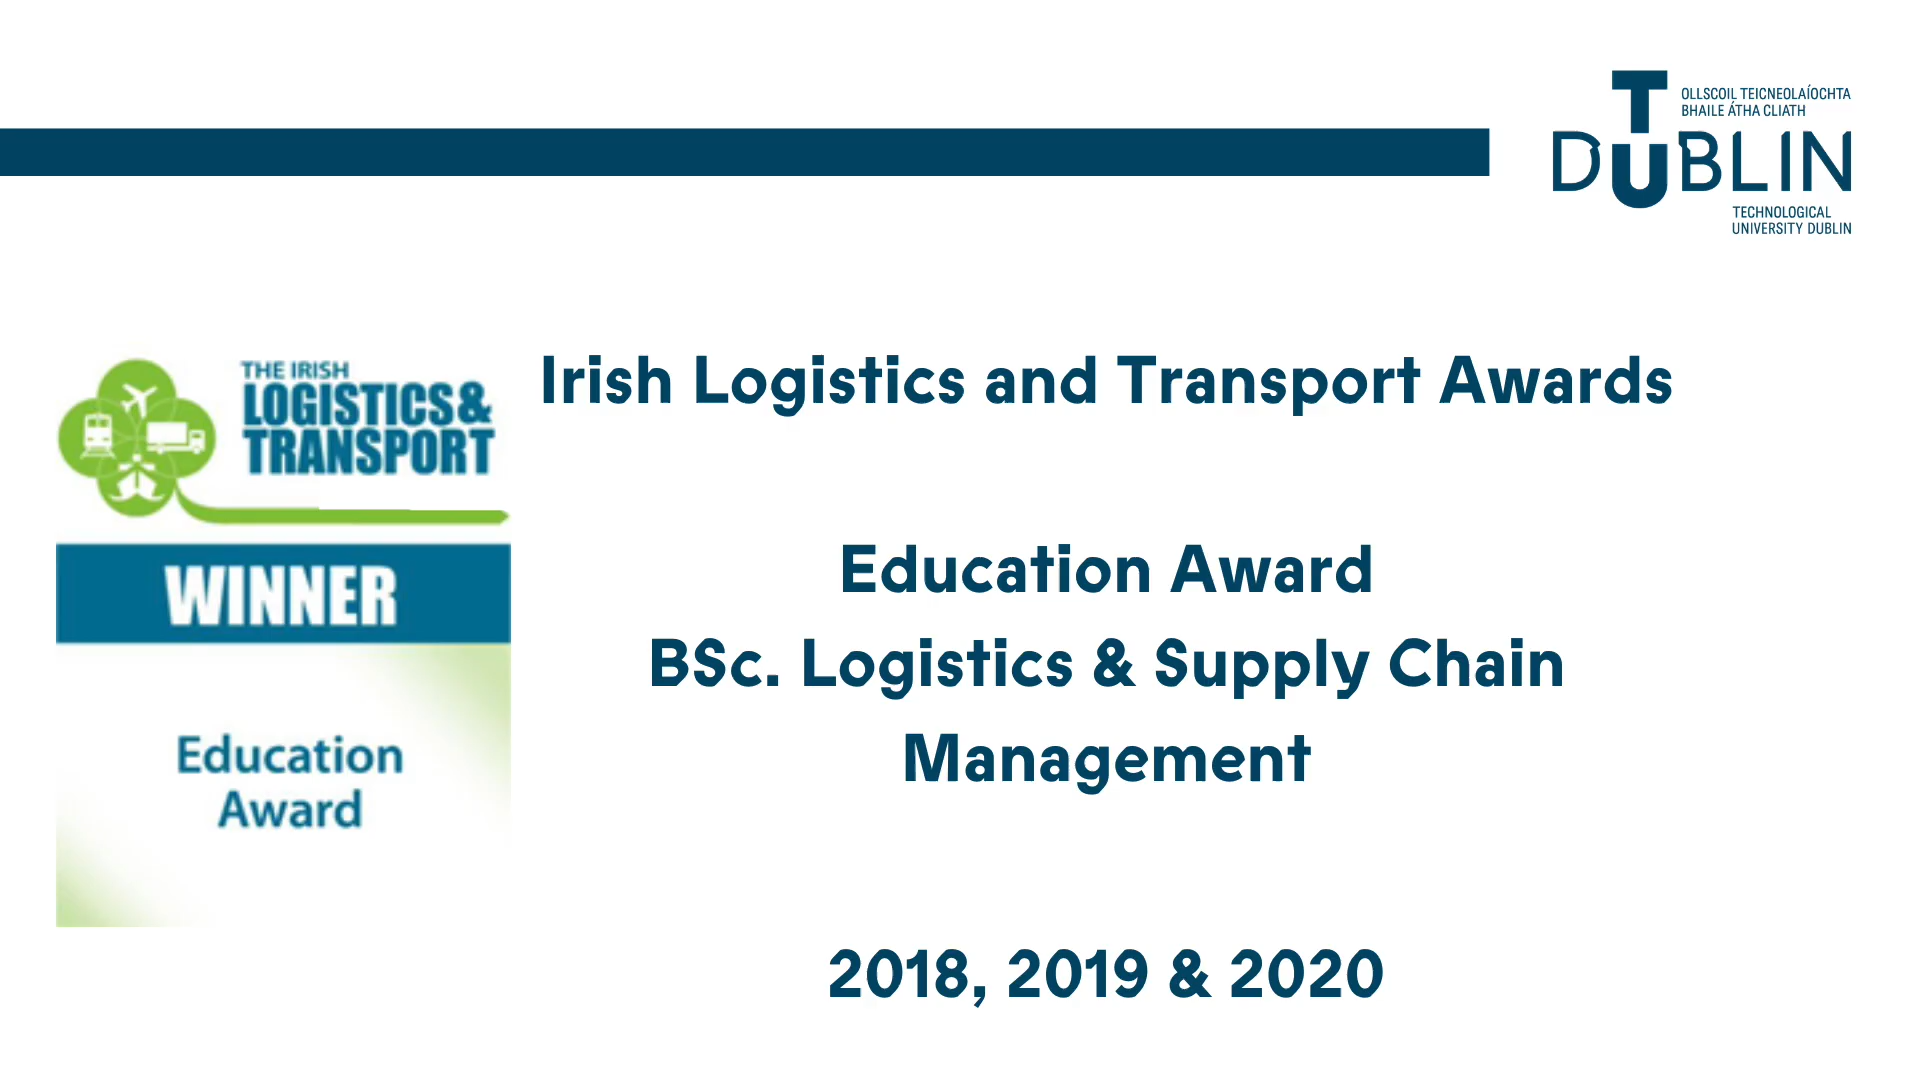 OLLSCOIL TEICNEOLAÍOCHTA
BHAILE ÁTHA CLIATH
TU DUBLIN
TECHNOLOGICAL
UNIVERSITY DUBLIN
THE IRISH
LOGISTICS &
TRANSPORT
WINNER
Education
Award
Irish Logistics and Transport Awards
Education Award
BSc. Logistics & Supply Chain
Management
2018, 2019 & 2020